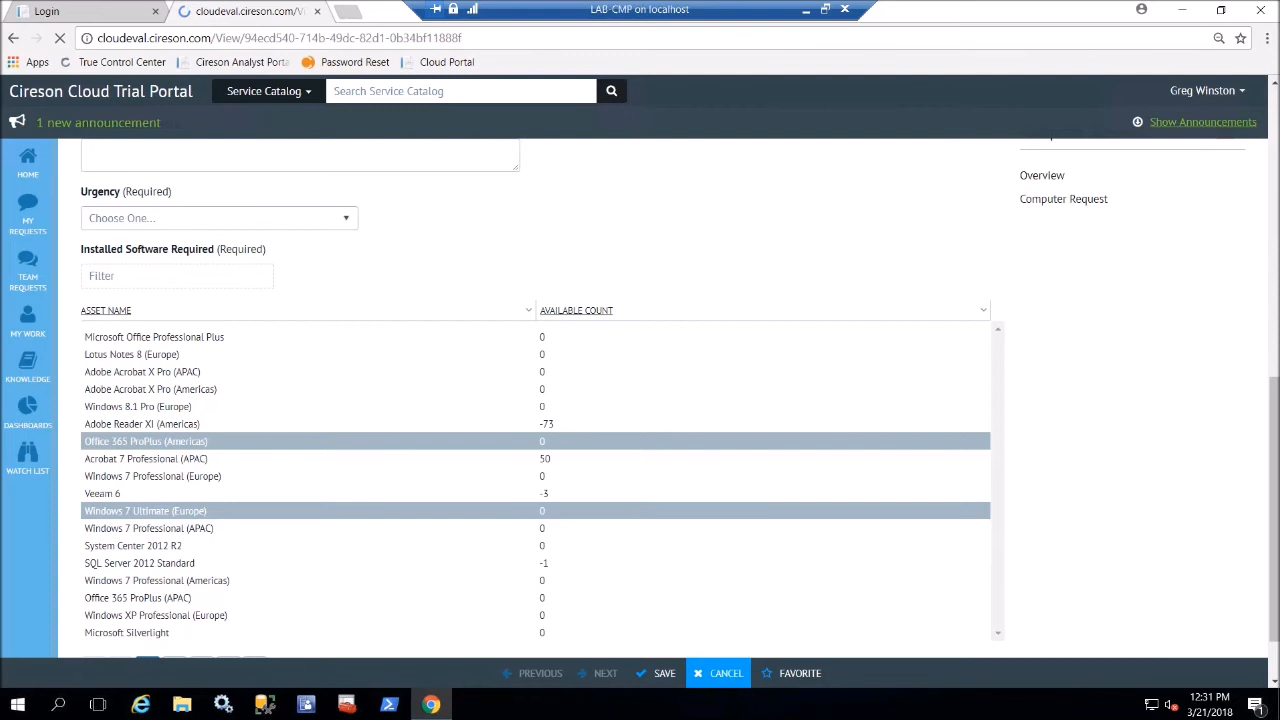 Login
cloudeval.cireson.com/Vi
LAB-CMP on localhost
cloudeval.cireson.com/View/94ecd540-714b-49dc-82d1-0b34bf11888f
Apps True Control Center Cireson Analyst Porta Password Reset Cloud Portal
Cireson Cloud Trial Portal Service Catalog Search Service Catalog Greg Winston
1 new announcement Show Announcements
HOME
MY
REQUESTS
TEAM
REQUESTS
MY WORK
KNOWLEDGE
DASHBOARDS
WATCH LIST
Urgency (Required)
Choose One...
Installed Software Required (Required)
Filter
ASSET NAME AVAILABLE COUNT
Microsoft Office Professional Plus 0
Lotus Notes 8 (Europe) 0
Adobe Acrobat X Pro (APAC) 0
Adobe Acrobat X Pro (Americas) 0
Windows 8.1 Pro (Europe) 0
Adobe Reader XI (Americas) -73
Office 365 ProPlus (Americas) 0
Acrobat 7 Professional (APAC) 50
Windows 7 Professional (Europe) 0
Veeam 6 -3
Windows 7 Ultimate (Europe) 0
Windows 7 Professional (APAC) 0
System Center 2012 R2 0
SQL Server 2012 Standard -1
Windows 7 Professional (Americas) 0
Office 365 ProPlus (APAC) 0
Windows XP Professional (Europe) 0
Microsoft Silverlight 0
Overview
Computer Request
PREVIOUS NEXT SAVE CANCEL FAVORITE
12:31 PM
3/21/2018
1